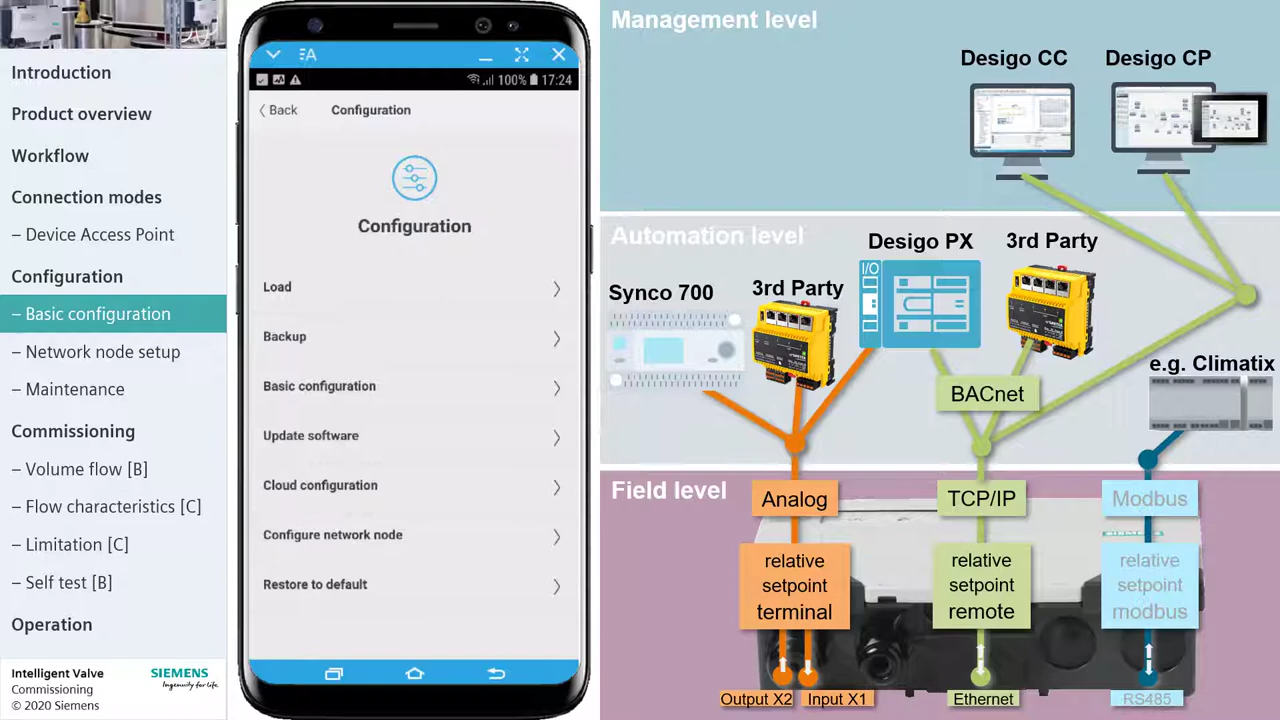 Introduction
Product overview
Workflow
Connection modes
– Device Access Point
Configuration
– Basic configuration
– Network node setup
– Maintenance
Commissioning
– Volume flow [B]
– Flow characteristics [C]
– Limitation [C]
– Self test [B]
Operation
Intelligent Valve
Commissioning
© 2020 Siemens
SIEMENS
Ingenuity for life
100% 17:24
Back Configuration
Configuration
Load
Backup
Basic configuration
Update software
Cloud configuration
Configure network node
Restore to default
Management level
Desigo CC
Desigo CP
Automation level
Synco 700
3rd Party
Desigo PX
I/O
3rd Party
e.g. Climatix
BACnet
Field level
Analog
TCP/IP
Modbus
relative
setpoint
terminal
relative
setpoint
remote
relative
setpoint
modbus
Output X2
Input X1
Ethernet
RS485